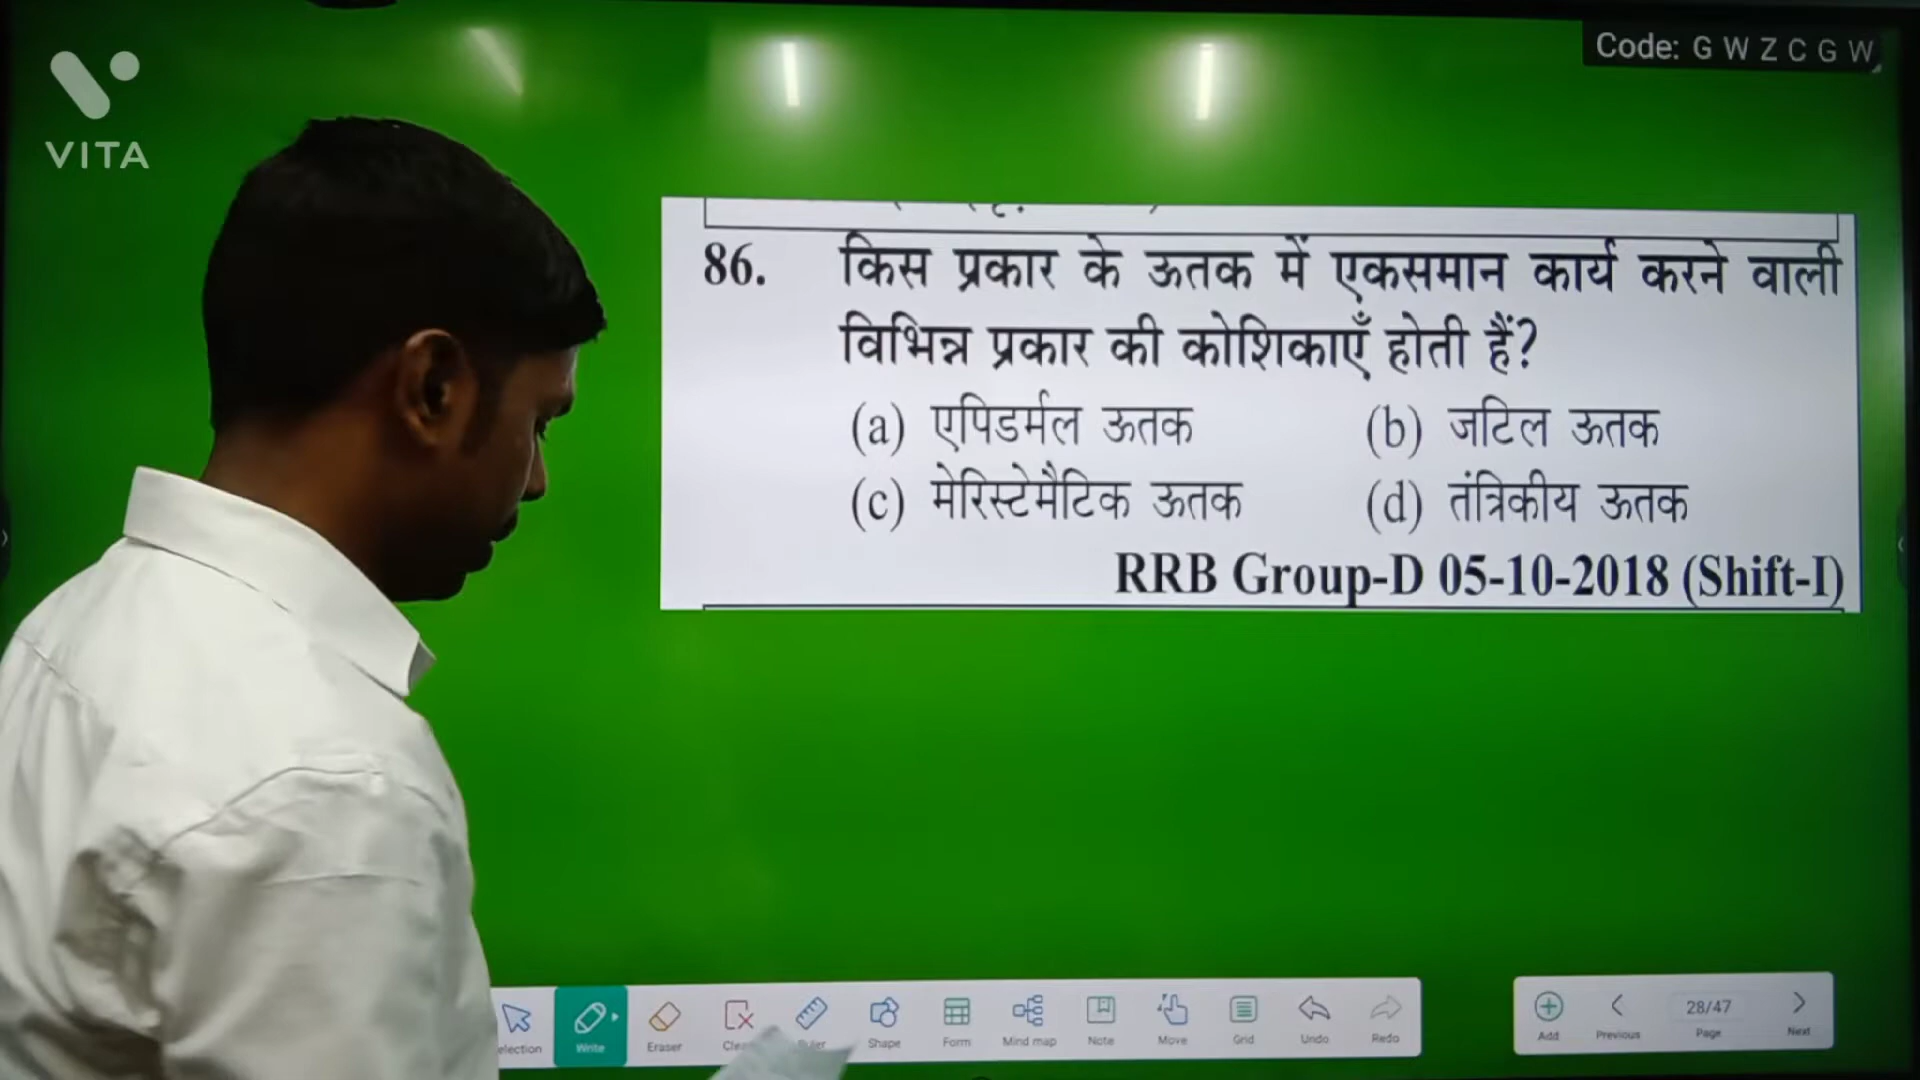 VITA
Code: G W Z C G W
86. किस प्रकार के ऊतक में एकसमान कार्य करने वाली
विभिन्न प्रकार की कोशिकाएँ होती हैं?
(a) एपिडर्मल ऊतक (b) जटिल ऊतक
(c) मेरिस्टेमैटिक ऊतक (d) तंत्रिकीय ऊतक
RRB Group-D 05-10-2018 (Shift-I)
election Write Eraser Shape Form Mind map Note Move Grid Undo Redo
28/47
Add Previous Page Next